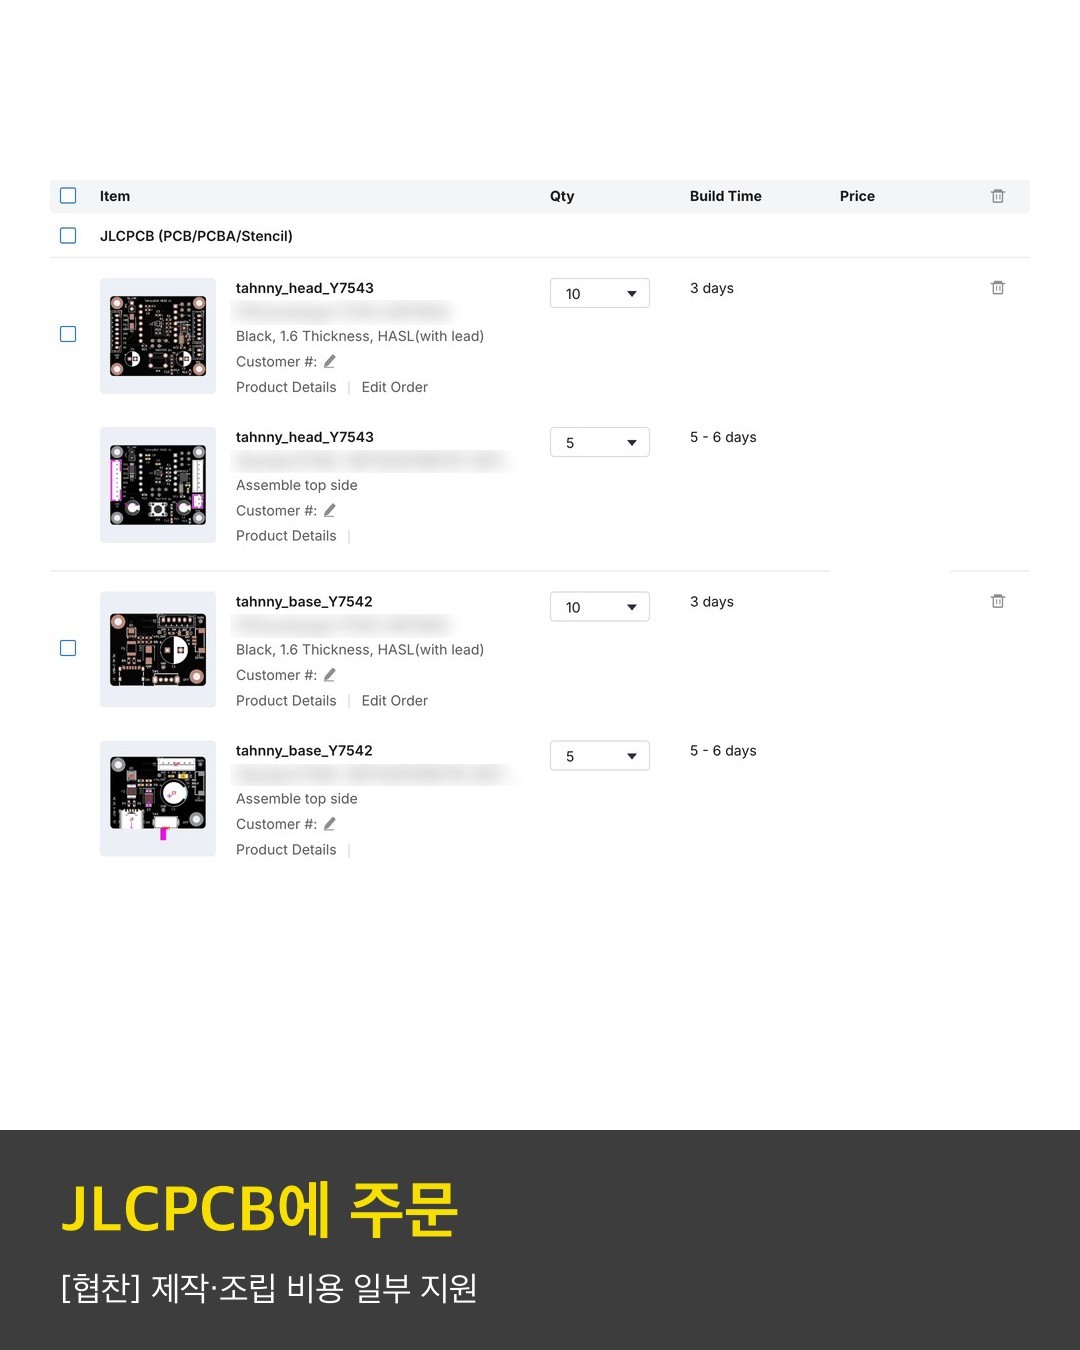 Item Qty Build Time Price
JLCPCB (PCB/PCBA/Stencil)
tahnny_head_Y7543 10 3 days
Black, 1.6 Thickness, HASL(with lead)
Customer #:
Product Details | Edit Order
tahnny_head_Y7543 5 5 - 6 days
Assemble top side
Customer #:
Product Details |
tahnny_base_Y7542 10 3 days
Black, 1.6 Thickness, HASL(with lead)
Customer #:
Product Details | Edit Order
tahnny_base_Y7542 5 5 - 6 days
Assemble top side
Customer #:
Product Details |
JLCPCB에 주문
[협찬] 제작·조립 비용 일부 지원